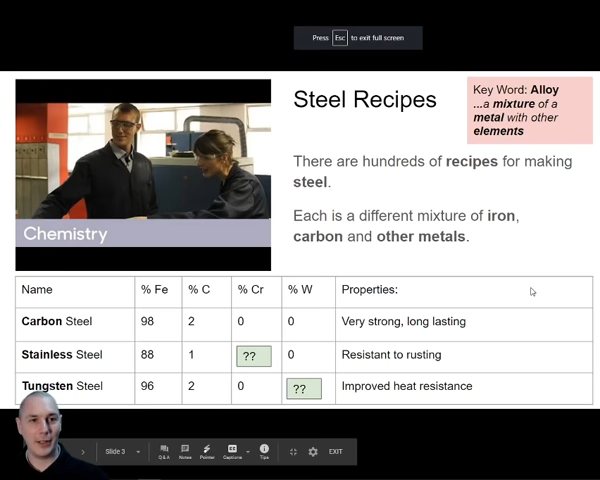 Press Esc to exit full screen
Steel Recipes
Key Word: Alloy
...a mixture of a
metal with other
elements
There are hundreds of recipes for making
steel.
Each is a different mixture of iron,
carbon and other metals.
Chemistry
Name % Fe % C % Cr % W Properties:
Carbon Steel 98 2 0 0 Very strong, long lasting
Stainless Steel 88 1 ?? 0 Resistant to rusting
Tungsten Steel 96 2 0 ?? Improved heat resistance
Slide 3 Q & A Notes Pointer Captions Tips EXIT